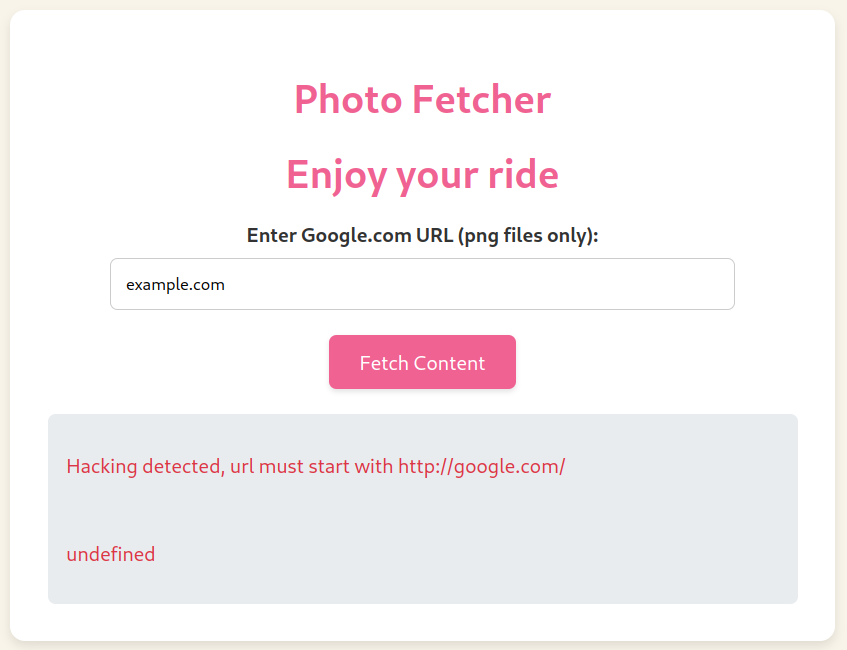 Photo Fetcher
Enjoy your ride
Enter Google.com URL (png files only):
example.com
Fetch Content
Hacking detected, url must start with http://google.com/
undefined